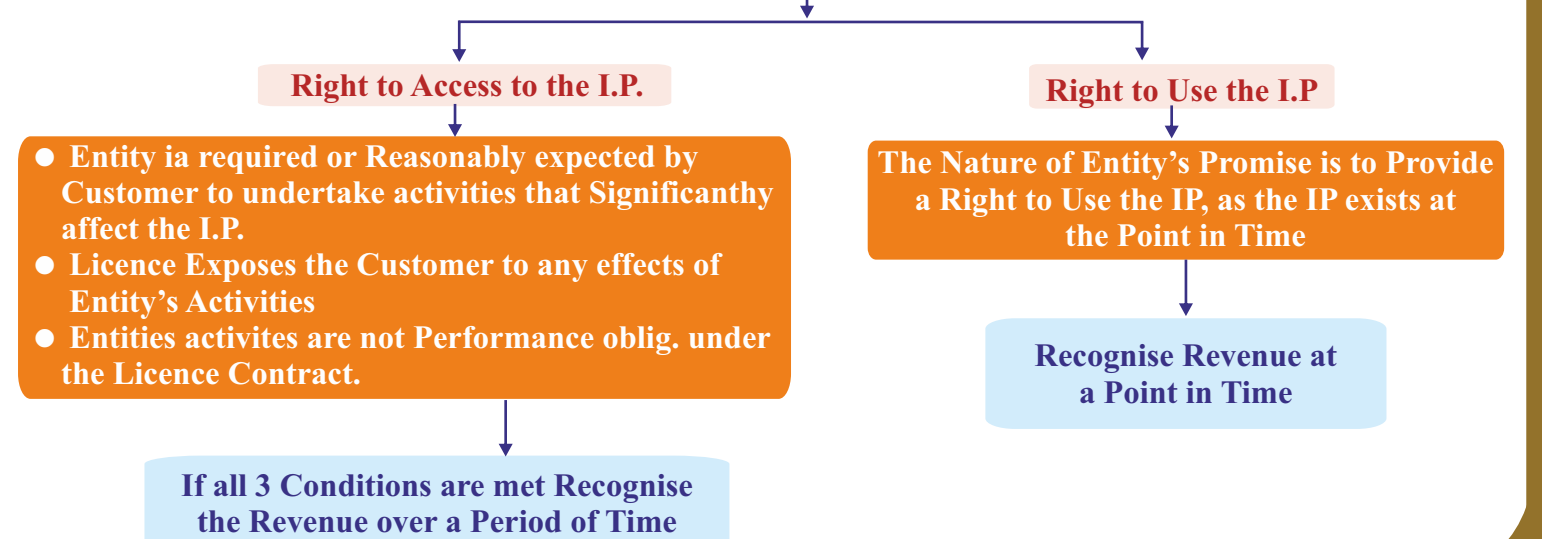 Right to Access to the I.P.
● Entity ia required or Reasonably expected by
Customer to undertake activities that Significanthy
affect the I.P.
● Licence Exposes the Customer to any effects of
Entity’s Activities
● Entities activites are not Performance oblig. under
the Licence Contract.
If all 3 Conditions are met Recognise
the Revenue over a Period of Time
Right to Use the I.P
The Nature of Entity’s Promise is to Provide
a Right to Use the IP, as the IP exists at
the Point in Time
Recognise Revenue at
a Point in Time